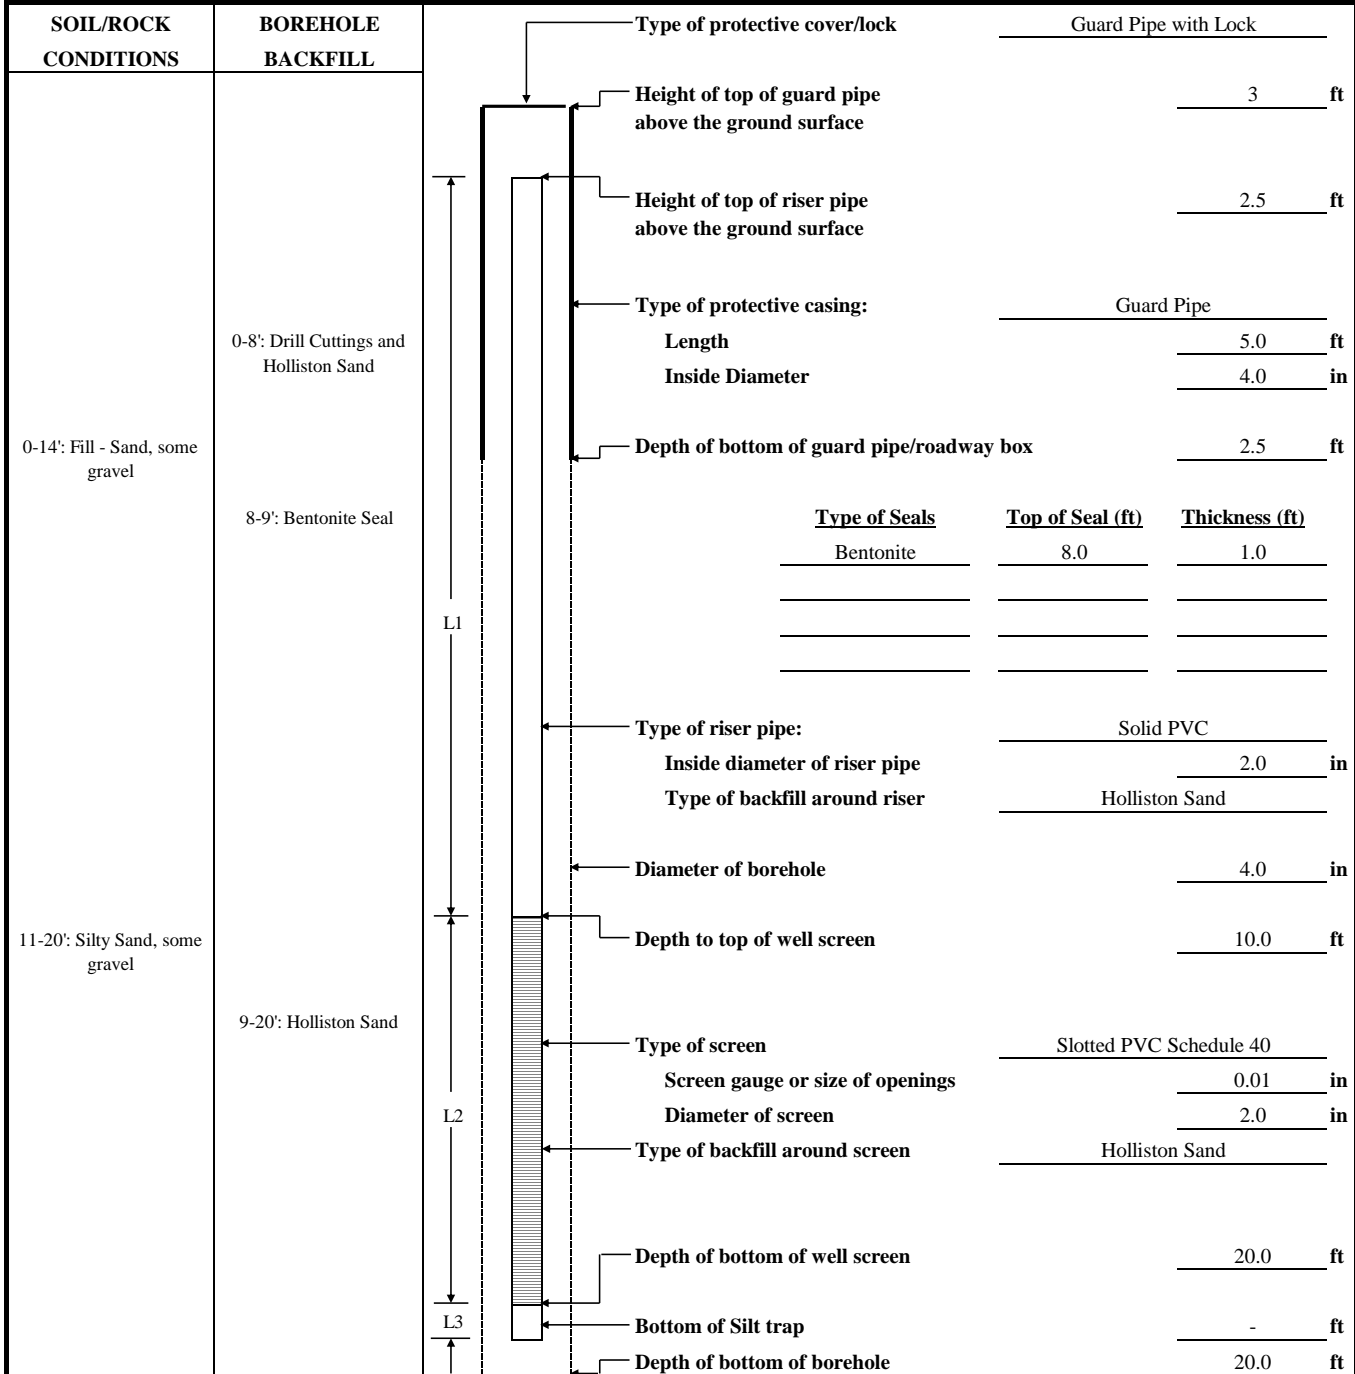 SOIL/ROCK
CONDITIONS
BOREHOLE
BACKFILL
Type of protective cover/lock Guard Pipe with Lock
Height of top of guard pipe 3 ft
above the ground surface
Height of top of riser pipe 2.5 ft
above the ground surface
Type of protective casing: Guard Pipe
0-8': Drill Cuttings and
Holliston Sand
Length 5.0 ft
Inside Diameter 4.0 in
0-14': Fill - Sand, some
gravel
Depth of bottom of guard pipe/roadway box 2.5 ft
8-9': Bentonite Seal
Type of Seals Top of Seal (ft) Thickness (ft)
Bentonite 8.0 1.0
L1
Type of riser pipe: Solid PVC
Inside diameter of riser pipe 2.0 in
Type of backfill around riser Holliston Sand
Diameter of borehole 4.0 in
11-20': Silty Sand, some
gravel
Depth to top of well screen 10.0 ft
9-20': Holliston Sand
Type of screen Slotted PVC Schedule 40
Screen gauge or size of openings 0.01 in
L2
Diameter of screen 2.0 in
Type of backfill around screen Holliston Sand
Depth of bottom of well screen 20.0 ft
L3
Bottom of Silt trap - ft
Depth of bottom of borehole 20.0 ft